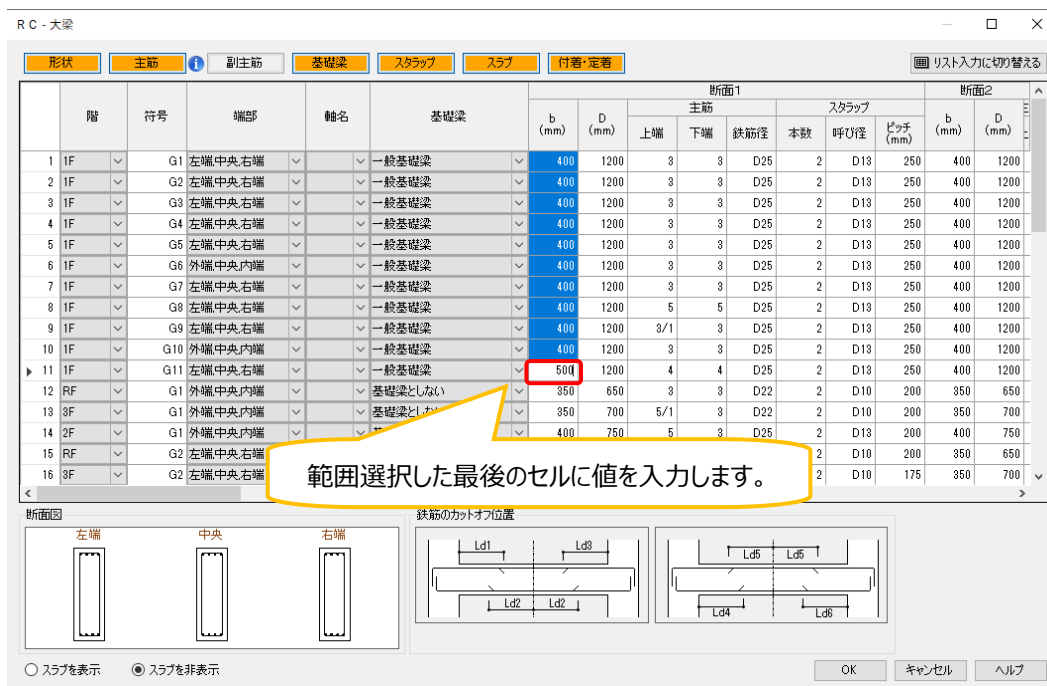 RC - 大梁
形状 主筋 副主筋 基礎梁 スタラップ スラブ 付着・定着 リスト入力に切り替える
断面1 断面2
階 符号 端部 軸名 基礎梁 b (mm) D (mm) 主筋 スタラップ b (mm) D (mm)
上端 下端 鉄筋径 本数 呼び径 ピッチ (mm)
1 1F G1 左端,中央,右端 一般基礎梁 400 1200 3 3 D25 2 D13 250 400 1200
2 1F G2 左端,中央,右端 一般基礎梁 400 1200 3 3 D25 2 D13 250 400 1200
3 1F G3 左端,中央,右端 一般基礎梁 400 1200 3 3 D25 2 D13 250 400 1200
4 1F G4 左端,中央,右端 一般基礎梁 400 1200 3 3 D25 2 D13 250 400 1200
5 1F G5 左端,中央,右端 一般基礎梁 400 1200 3 3 D25 2 D13 250 400 1200
6 1F G6 外端,中央,内端 一般基礎梁 400 1200 3 3 D25 2 D13 250 400 1200
7 1F G7 左端,中央,右端 一般基礎梁 400 1200 3 3 D25 2 D13 250 400 1200
8 1F G8 左端,中央,右端 一般基礎梁 400 1200 5 5 D25 2 D13 250 400 1200
9 1F G9 左端,中央,右端 一般基礎梁 400 1200 3/1 3 D25 2 D13 250 400 1200
10 1F G10 外端,中央,内端 一般基礎梁 400 1200 3 3 D25 2 D13 250 400 1200
11 1F G11 左端,中央,右端 一般基礎梁 500 1200 4 4 D25 2 D13 250 400 1200
12 RF G1 外端,中央,内端 基礎梁としない 350 650 3 3 D22 2 D10 200 350 650
13 3F G1 外端,中央,内端 基礎梁としない 350 700 5/1 3 D22 2 D10 200 350 700
14 2F G1 外端,中央,内端 400 750 5 3 D25 2 D13 200 400 750
15 RF G2 左端,中央,右端 2 D10 200 350 650
16 3F G2 左端,中央,右端 2 D10 175 350 700
範囲選択した最後のセルに値を入力します。
断面図 鉄筋のカットオフ位置
左端 中央 右端
Ld1 Ld3 Ld5 Ld5
Ld2 Ld2 Ld4 Ld6
スラブを表示 スラブを非表示 OK キャンセル ヘルプ